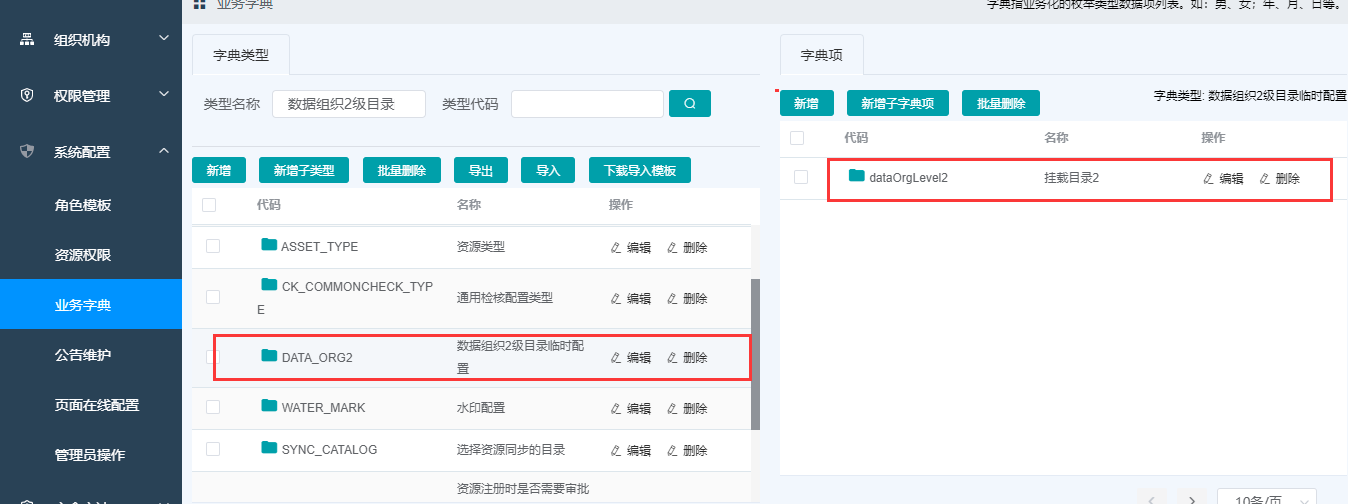 业务字典
字典指业务化的枚举类型数据项列表。如：男、女；年、月、日等。
组织机构
权限管理
系统配置
角色模板
资源权限
业务字典
公告维护
页面在线配置
管理员操作
字典类型
类型名称 数据组织2级目录 类型代码
新增 新增子类型 批量删除 导出 导入 下载导入模板
代码 名称 操作
ASSET_TYPE 资源类型 编辑 删除
CK_COMMONCHECK_TYP
E 通用检核配置类型 编辑 删除
DATA_ORG2 数据组织2级目录临时配
置 编辑 删除
WATER_MARK 水印配置 编辑 删除
SYNC_CATALOG 选择资源同步的目录 编辑 删除
资源注册时是否需要审批
字典项
新增 新增子字典项 批量删除 字典类型: 数据组织2级目录临时配置
代码 名称 操作
dataOrgLevel2 挂载目录2 编辑 删除
10条/页